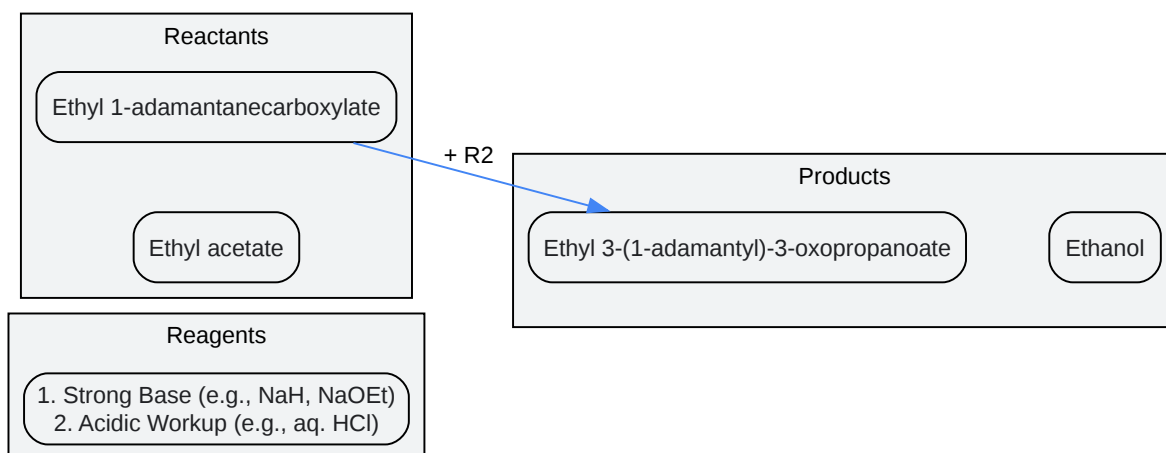 Reactants
Ethyl 1-adamantanecarboxylate
+ R2
Ethyl acetate
Products
Ethyl 3-(1-adamantyl)-3-oxopropanoate
Ethanol
Reagents
1. Strong Base (e.g., NaH, NaOEt)
2. Acidic Workup (e.g., aq. HCl)